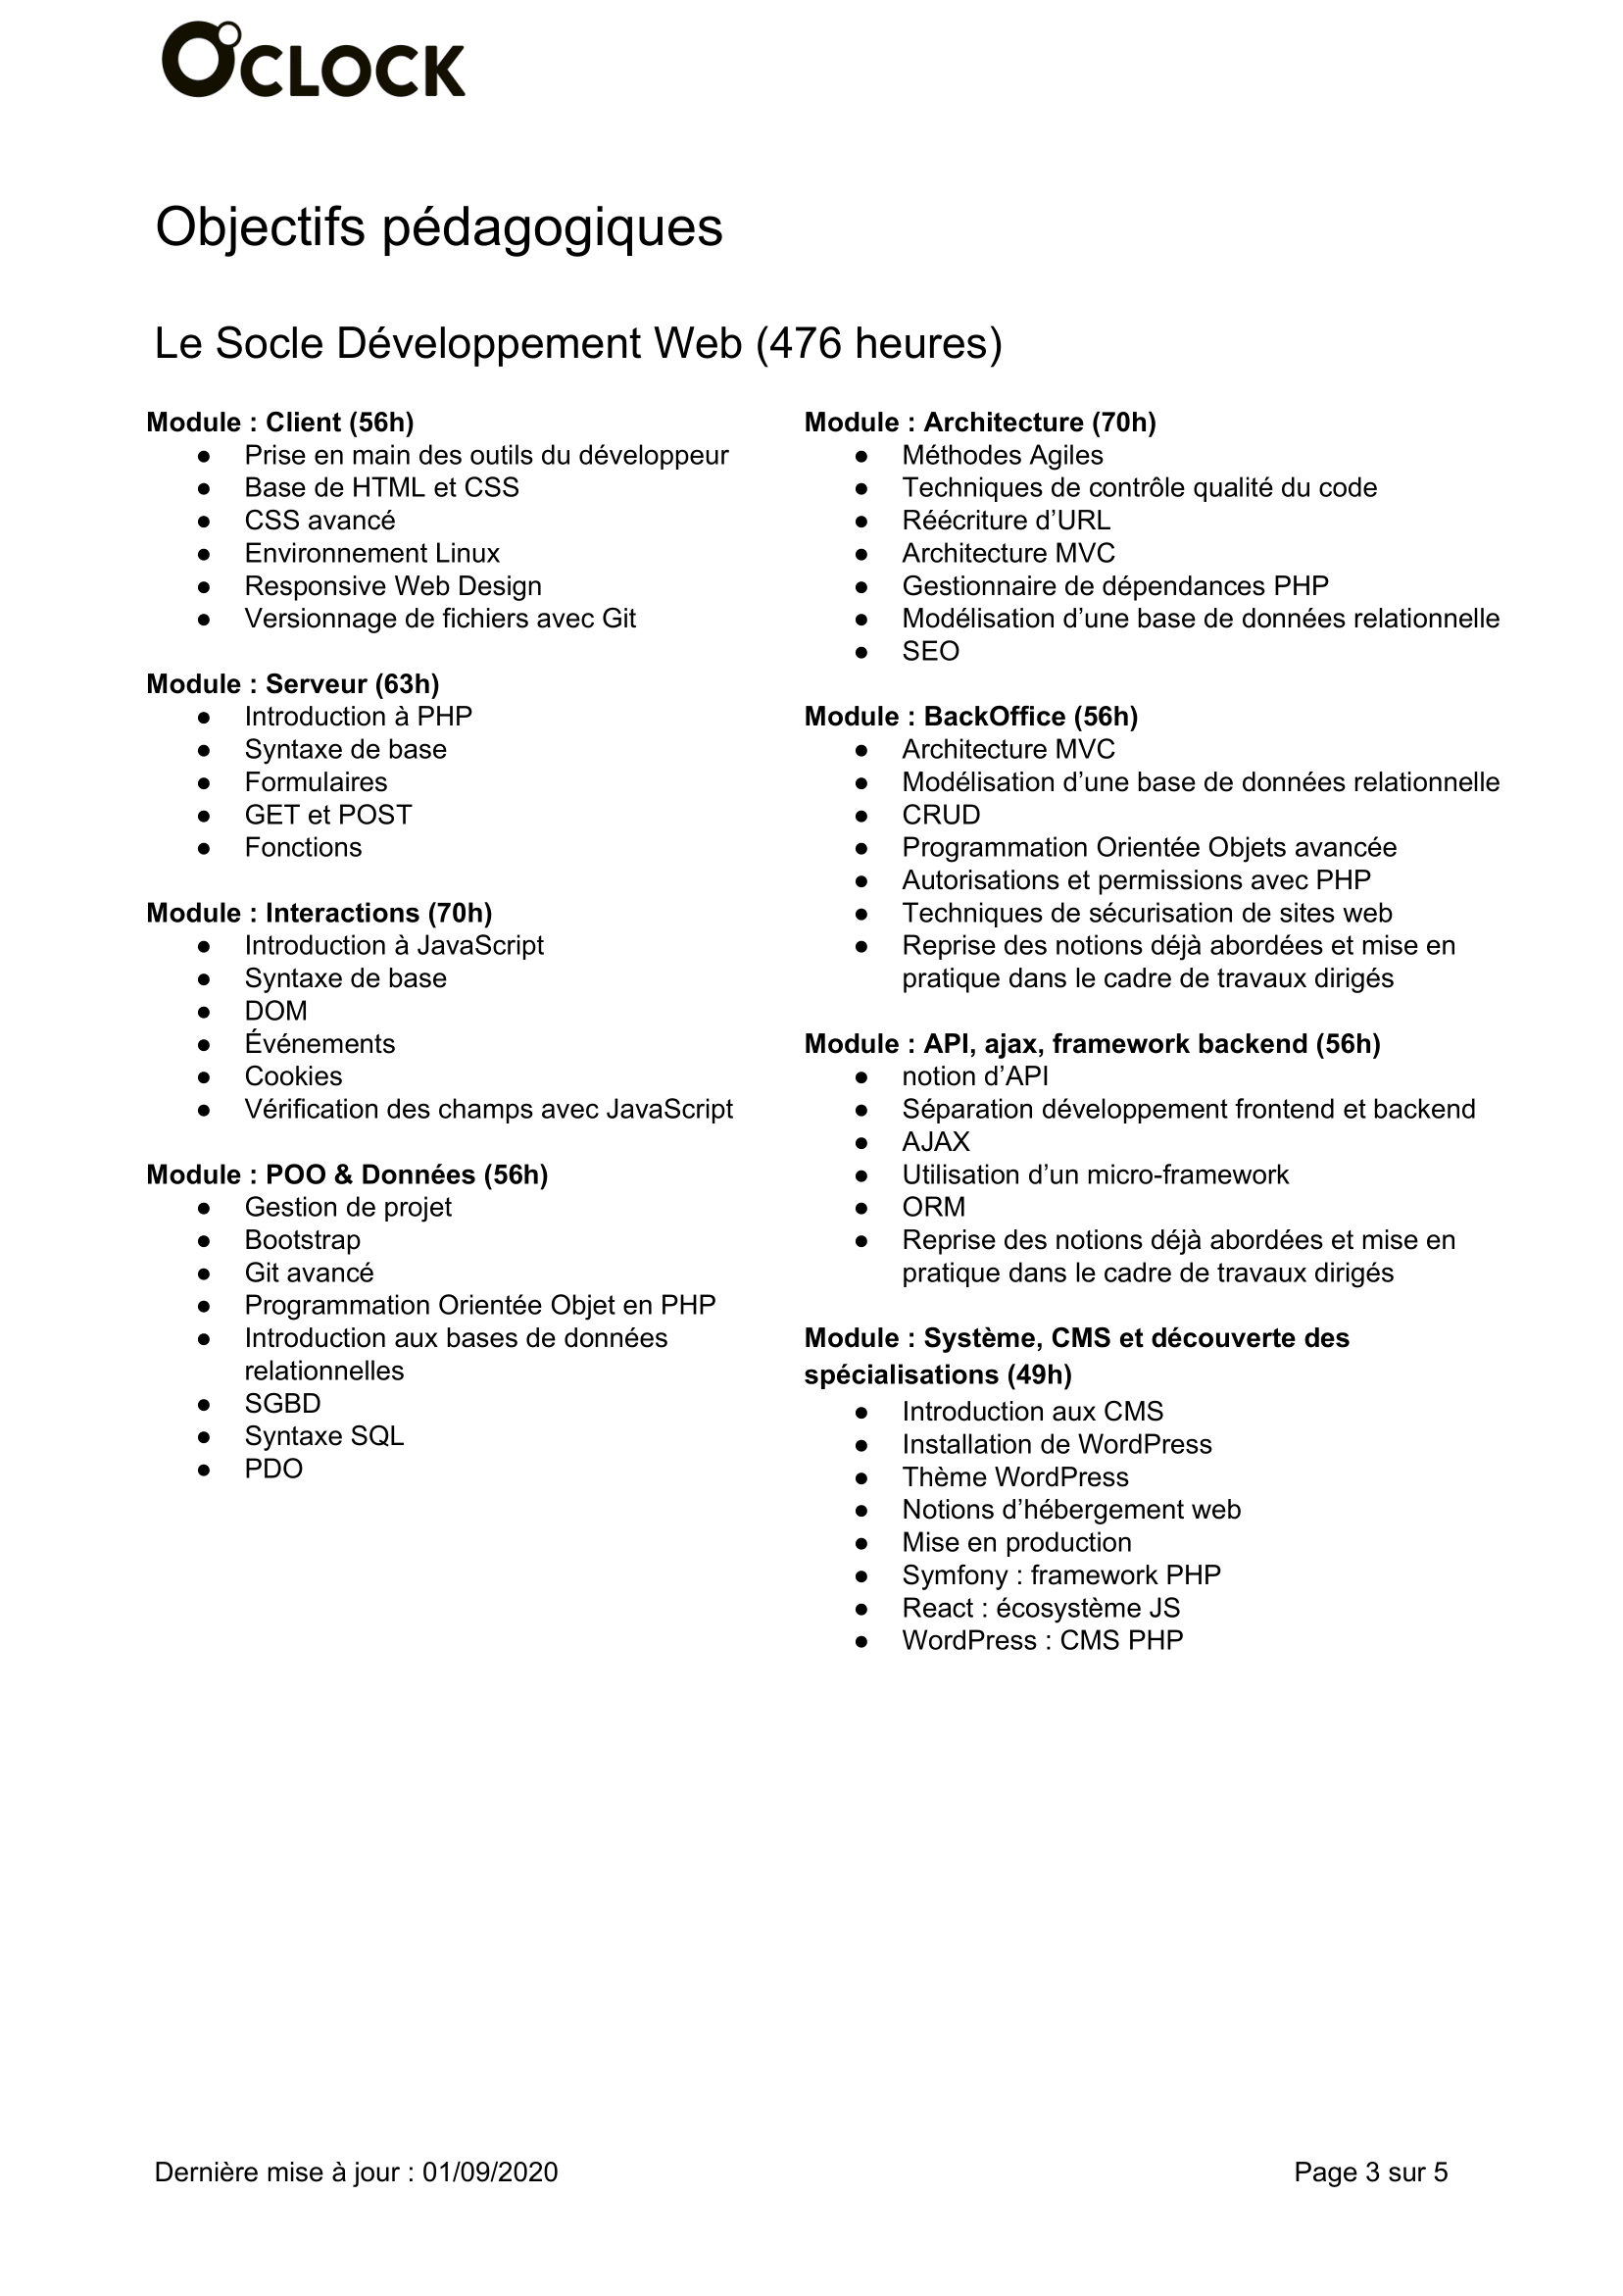 O'CLOCK
Objectifs pédagogiques
Le Socle Développement Web (476 heures)
Module : Client (56h)
● Prise en main des outils du développeur
● Base de HTML et CSS
● CSS avancé
● Environnement Linux
● Responsive Web Design
● Versionnage de fichiers avec Git
Module : Serveur (63h)
● Introduction à PHP
● Syntaxe de base
● Formulaires
● GET et POST
● Fonctions
Module : Interactions (70h)
● Introduction à JavaScript
● Syntaxe de base
● DOM
● Événements
● Cookies
● Vérification des champs avec JavaScript
Module : POO & Données (56h)
● Gestion de projet
● Bootstrap
● Git avancé
● Programmation Orientée Objet en PHP
● Introduction aux bases de données
relationnelles
● SGBD
● Syntaxe SQL
● PDO
Module : Architecture (70h)
● Méthodes Agiles
● Techniques de contrôle qualité du code
● Réécriture d’URL
● Architecture MVC
● Gestionnaire de dépendances PHP
● Modélisation d’une base de données relationnelle
● SEO
Module : BackOffice (56h)
● Architecture MVC
● Modélisation d’une base de données relationnelle
● CRUD
● Programmation Orientée Objets avancée
● Autorisations et permissions avec PHP
● Techniques de sécurisation de sites web
● Reprise des notions déjà abordées et mise en
pratique dans le cadre de travaux dirigés
Module : API, ajax, framework backend (56h)
● notion d’API
● Séparation développement frontend et backend
● AJAX
● Utilisation d’un micro-framework
● ORM
● Reprise des notions déjà abordées et mise en
pratique dans le cadre de travaux dirigés
Module : Système, CMS et découverte des
spécialisations (49h)
● Introduction aux CMS
● Installation de WordPress
● Thème WordPress
● Notions d’hébergement web
● Mise en production
● Symfony : framework PHP
● React : écosystème JS
● WordPress : CMS PHP
Dernière mise à jour : 01/09/2020
Page 3 sur 5